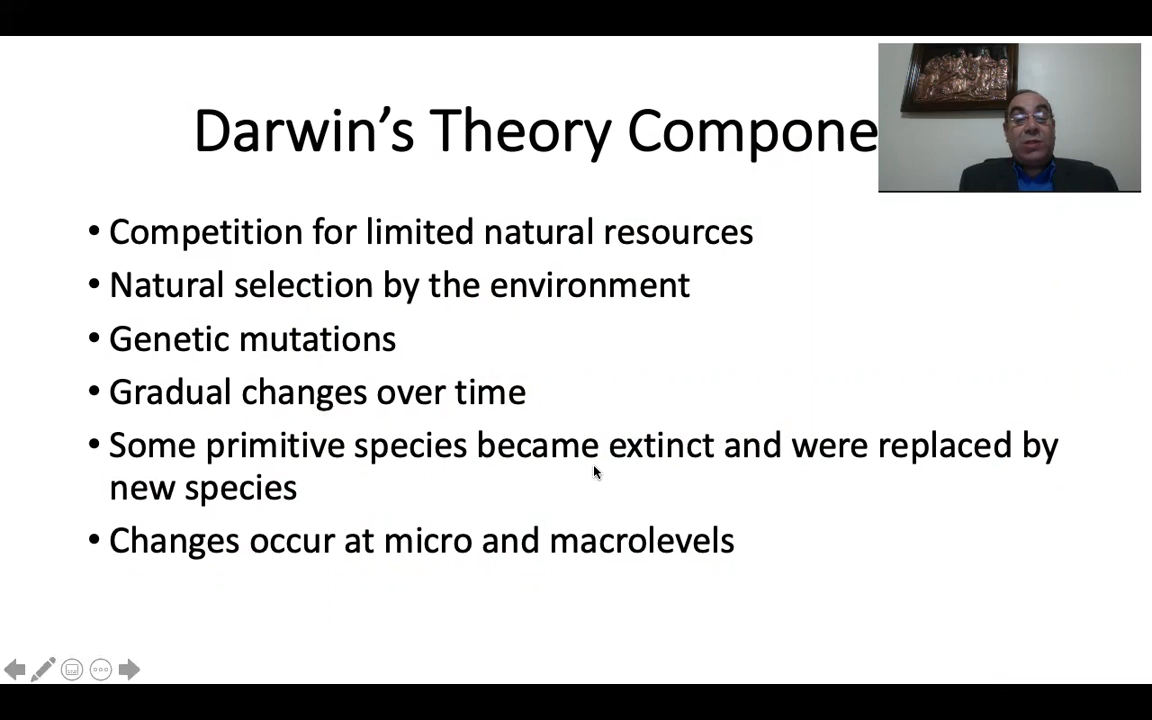 Darwin's Theory Compone
• Competition for limited natural resources
• Natural selection by the environment
• Genetic mutations
• Gradual changes over time
• Some primitive species became extinct and were replaced by
new species
• Changes occur at micro and macrolevels